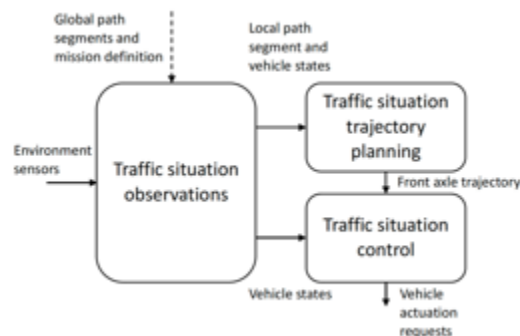 Global path
segments and
mission definition
Local path
segment and
vehicle states
Environment
sensors
Traffic situation
observations
Traffic situation
trajectory
planning
Front axle trajectory
Traffic situation
control
Vehicle states
Vehicle
actuation
requests